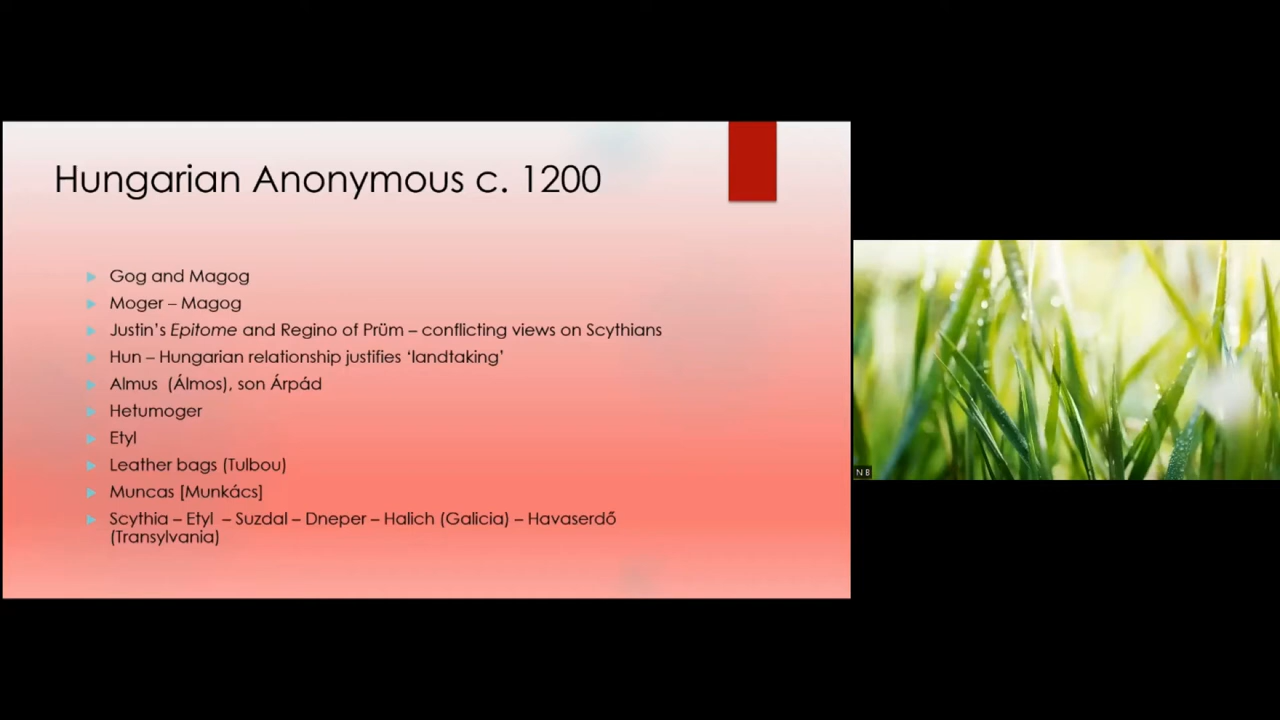 Hungarian Anonymous c. 1200
Gog and Magog
Moger – Magog
Justin's Epitome and Regino of Prüm – conflicting views on Scythians
Hun – Hungarian relationship justifies 'landtaking'
Almus (Álmos), son Árpád
Hetumoger
Etyl
Leather bags (Tulbou)
Muncas [Munkács]
Scythia – Etyl – Suzdal – Dneper – Halich (Galicia) – Havaserdő
(Transylvania)
N B